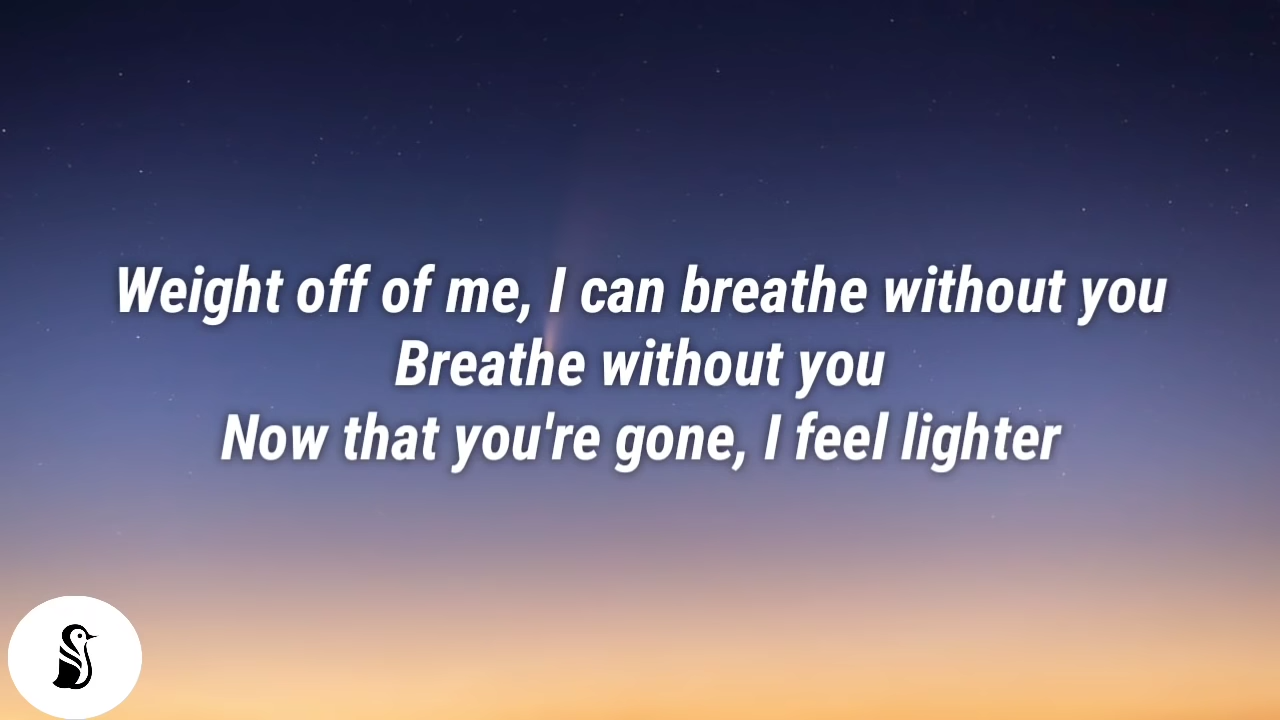 Weight off of me, I can breathe without you
Breathe without you
Now that you're gone, I feel lighter